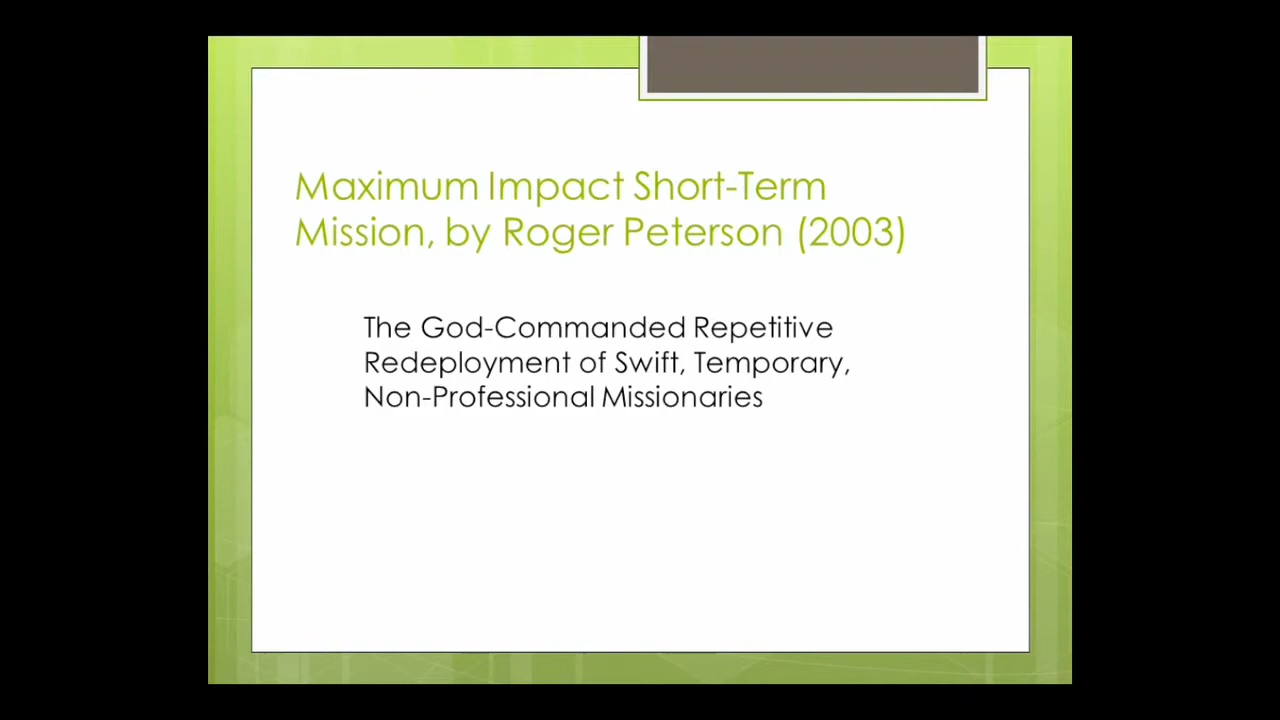 Maximum Impact Short-Term
Mission, by Roger Peterson (2003)
The God-Commanded Repetitive
Redeployment of Swift, Temporary,
Non-Professional Missionaries